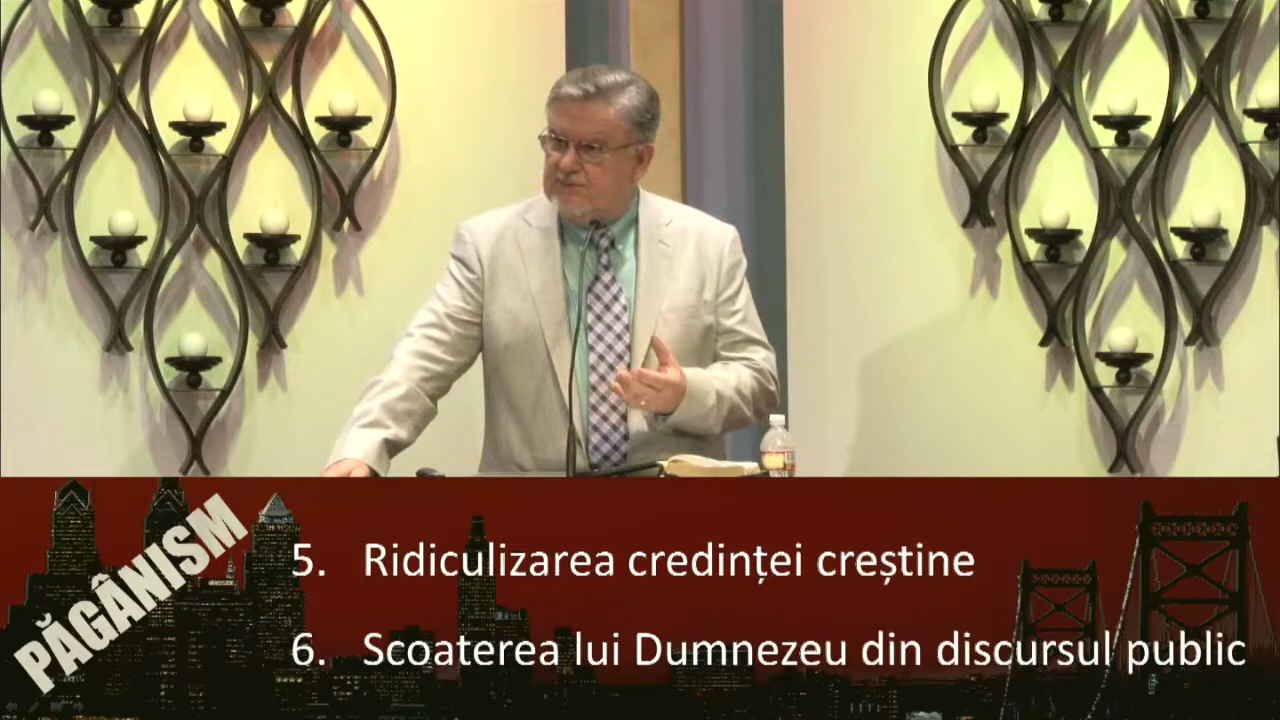 PĂGÂNISM
5. Ridiculizarea credinței creștine
6. Scoaterea lui Dumnezeu din discursul public